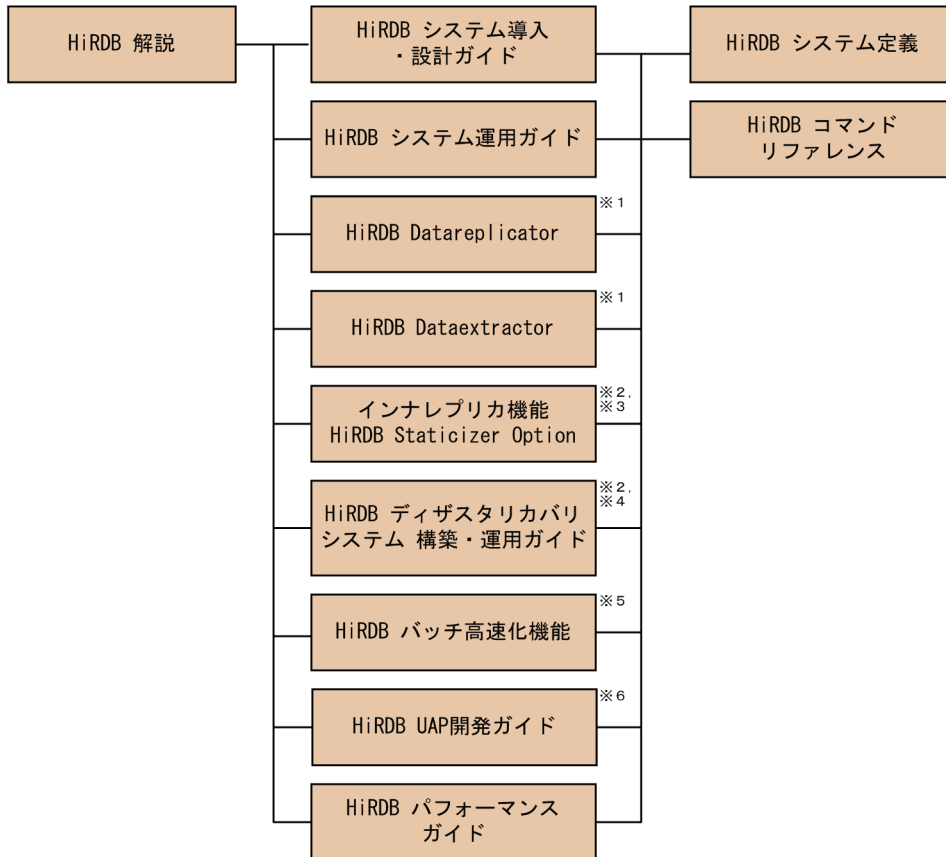 HiRDB 解説
HiRDB システム導入
・設計ガイド
HiRDB システム定義
HiRDB システム運用ガイド
HiRDB コマンド
リファレンス
※1
HiRDB Datareplicator
※1
HiRDB Dataextractor
※2,
※3
インナレプリカ機能
HiRDB Staticizer Option
※2,
※4
HiRDB ディザスタリカバリ
システム 構築・運用ガイド
※5
HiRDB バッチ高速化機能
※6
HiRDB UAP開発ガイド
HiRDB パフォーマンス
ガイド